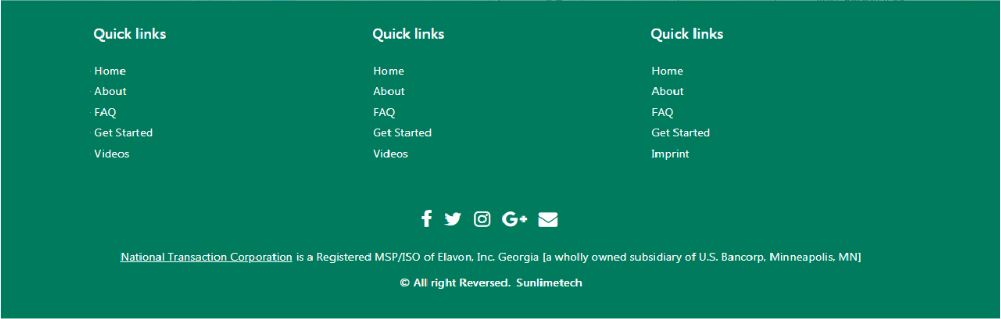 Quick links
Home
About
FAQ
Get Started
Videos
Quick links
Home
About
FAQ
Get Started
Videos
Quick links
Home
About
FAQ
Get Started
Imprint
National Transaction Corporation is a Registered MSP/ISO of Elavon, Inc. Georgia [a wholly owned subsidiary of U.S. Bancorp, Minneapolis, MN]
© All right Reversed. Sunlimetech